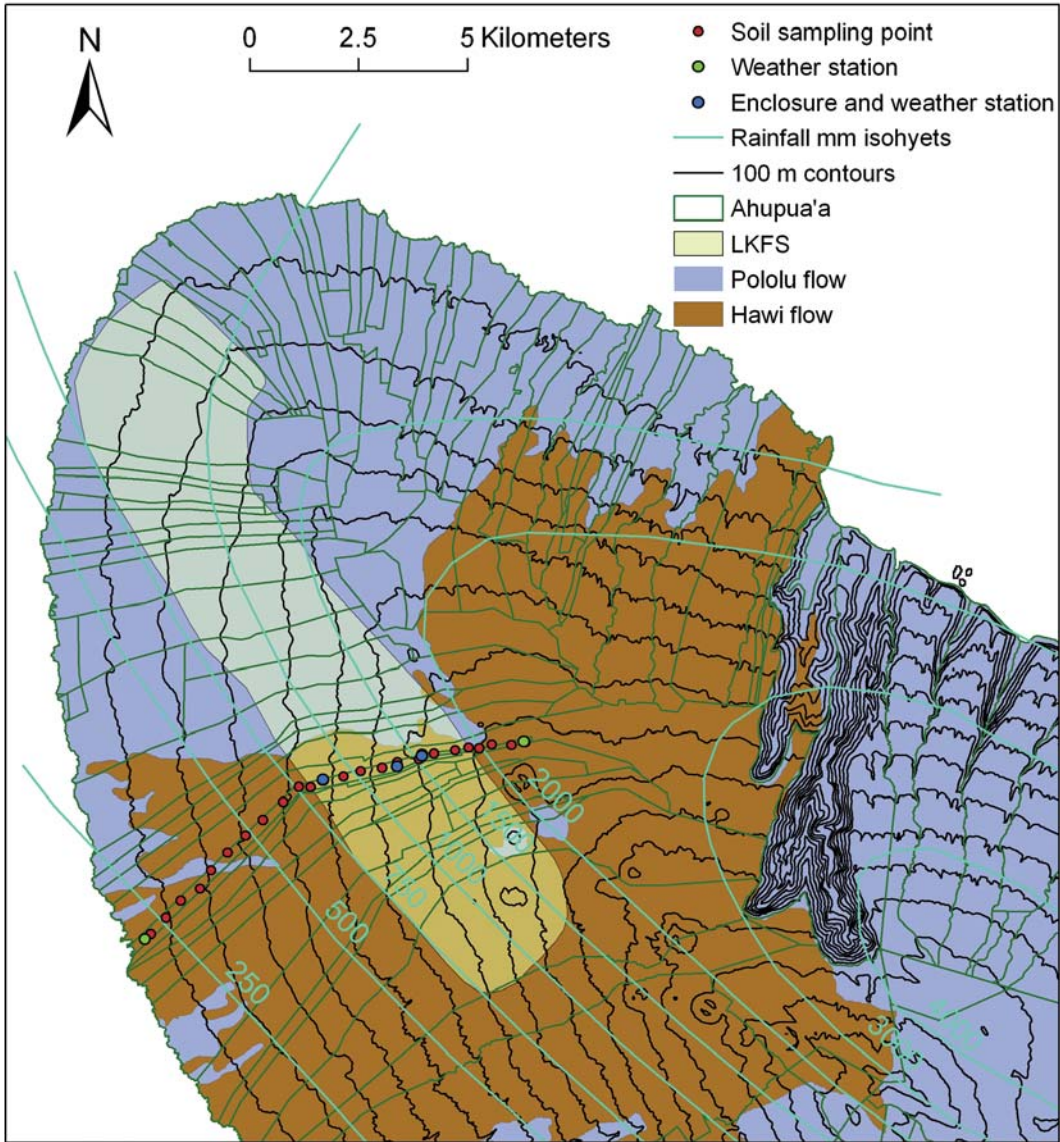 N
0 2.5 5 Kilometers
Soil sampling point
Weather station
Enclosure and weather station
Rainfall mm isohyets
100 m contours
Ahupua'a
LKFS
Pololu flow
Hawi flow
2000
750
500
250